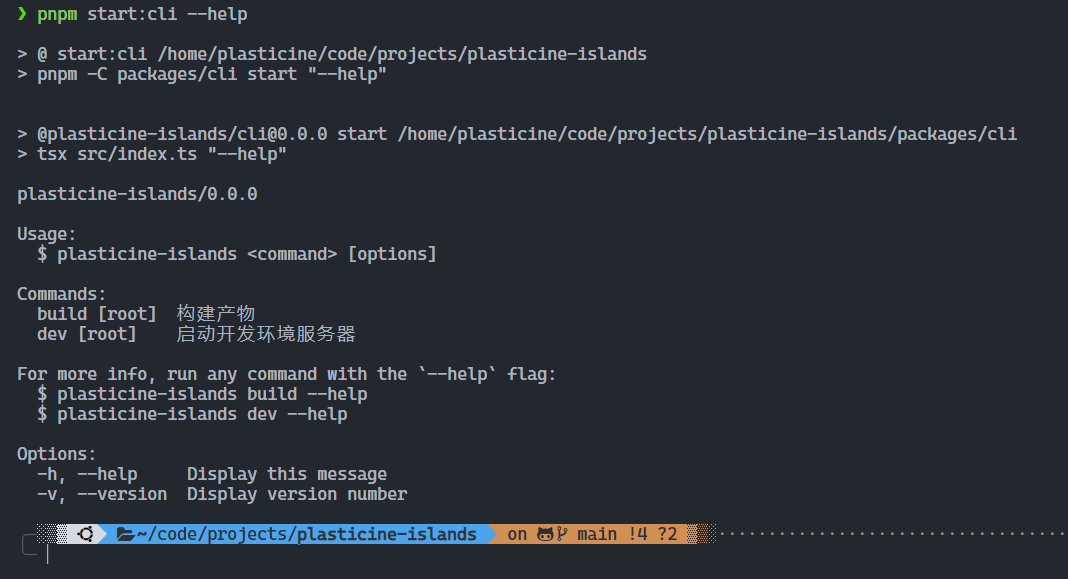 ❯ pnpm start:cli --help
> @ start:cli /home/plasticine/code/projects/plasticine-islands
> pnpm -C packages/cli start "--help"
> @plasticine-islands/cli@0.0.0 start /home/plasticine/code/projects/plasticine-islands/packages/cli
> tsx src/index.ts "--help"
plasticine-islands/0.0.0
Usage:
  $ plasticine-islands <command> [options]
Commands:
  build [root]  构建产物
  dev [root]    启动开发环境服务器
For more info, run any command with the `--help` flag:
  $ plasticine-islands build --help
  $ plasticine-islands dev --help
Options:
  -h, --help     Display this message
  -v, --version  Display version number
~/code/projects/plasticine-islands on main !4 ?2